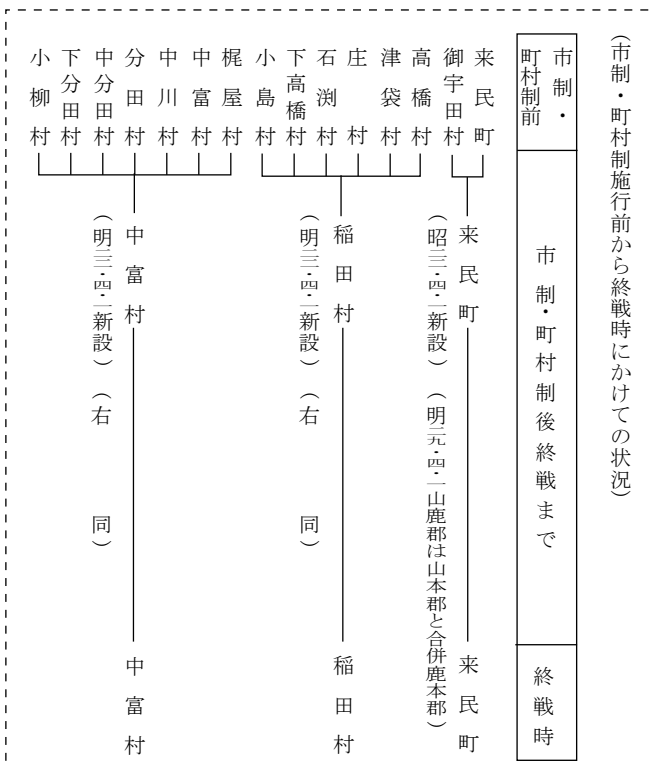 (市制・町村制施行前から終戦時にかけての状況)
市制・
町村制前
市制・町村制後終戦まで
終戦時
来民町
御宇田村
高橋村
津袋村
庄村
石渕村
下高橋村
小島村
梶屋村
中富村
中川村
分田村
中分田村
下分田村
小柳村
来民町
(昭三・四・一新設)(明二九・四・一山鹿郡は山本郡と合併鹿本郡)
来民町
稲田村
(明三・四・一新設)(右同)
稲田村
中富村
(明三・四・一新設)(右同)
中富村